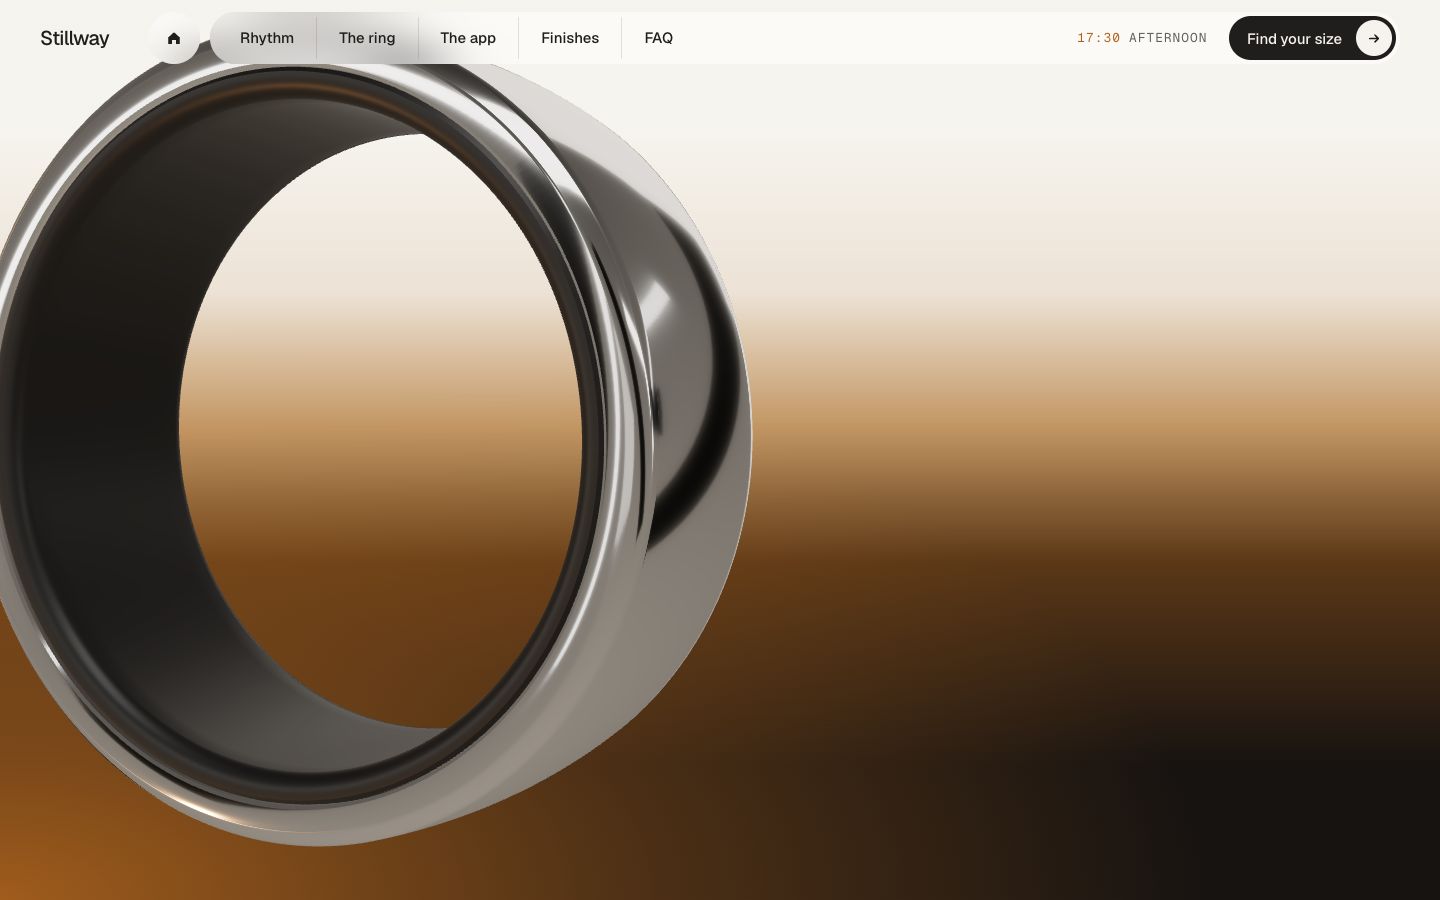 Stillway
Rhythm
The ring
The app
Finishes
FAQ
17:30 AFTERNOON
Find your size